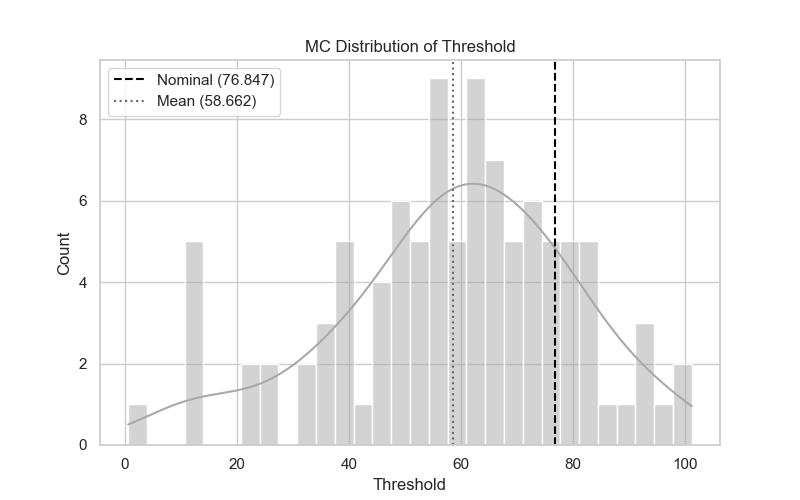 MC Distribution of Threshold
Nominal (76.847)
Mean (58.662)
8
6
4
2
0
Count
0 20 40 60 80 100
Threshold